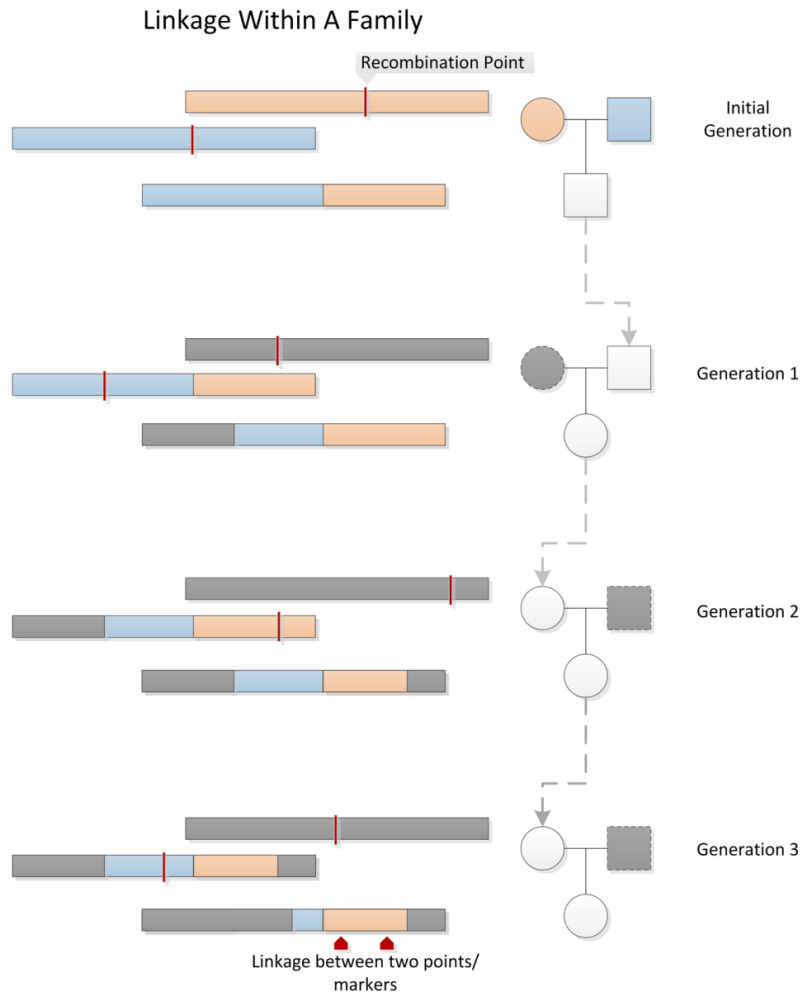 Linkage Within A Family
Recombination Point
Initial
Generation
Generation 1
Generation 2
Generation 3
Linkage between two points/
markers